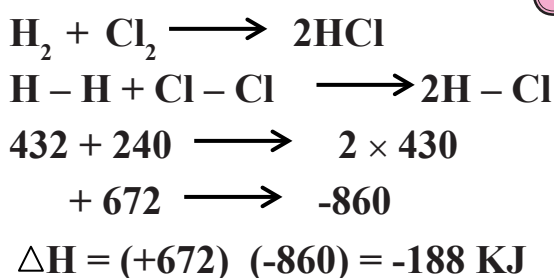 H₂ + Cl₂ ⟶ 2HCl
H – H + Cl – Cl ⟶ 2H – Cl
432 + 240 ⟶ 2 × 430
+ 672 ⟶ -860
△H = (+672) (-860) = -188 KJ